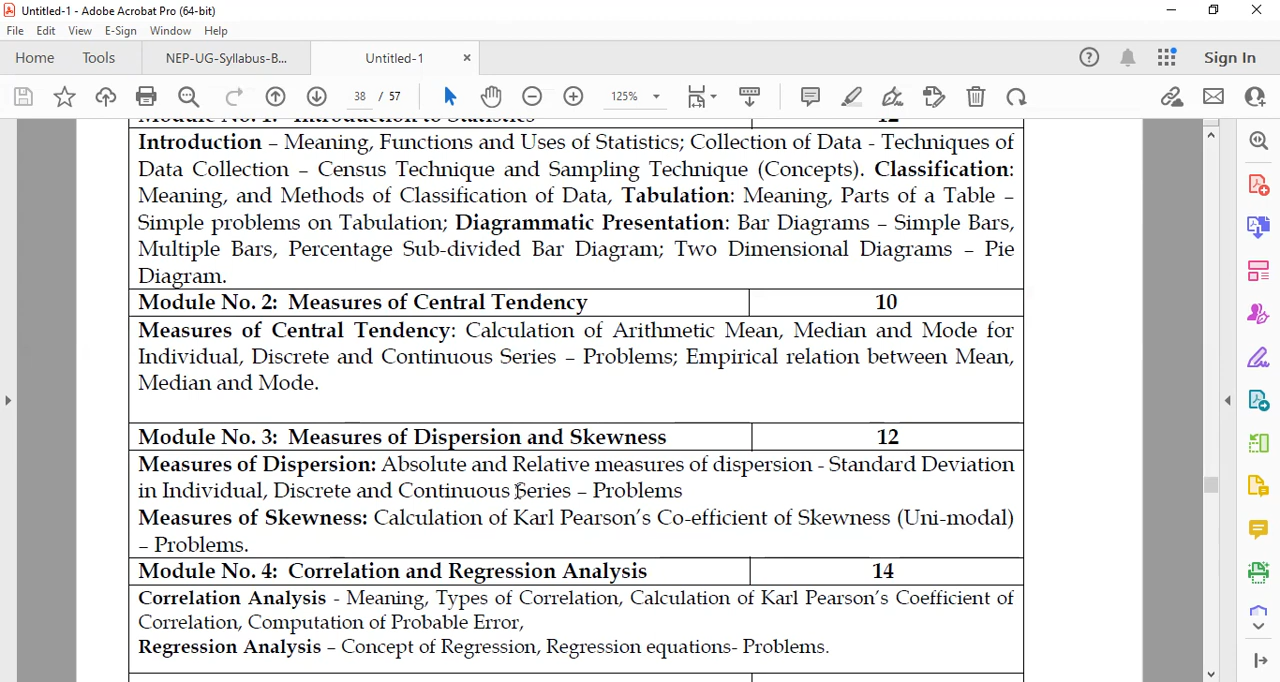 Untitled-1 - Adobe Acrobat Pro (64-bit)
File Edit View E-Sign Window Help
Home Tools NEP-UG-Syllabus-B... Untitled-1 × Sign In
38 / 57 125%
Module No. 1: Introduction to Statistics 12
Introduction – Meaning, Functions and Uses of Statistics; Collection of Data - Techniques of
Data Collection – Census Technique and Sampling Technique (Concepts). Classification:
Meaning, and Methods of Classification of Data, Tabulation: Meaning, Parts of a Table –
Simple problems on Tabulation; Diagrammatic Presentation: Bar Diagrams – Simple Bars,
Multiple Bars, Percentage Sub-divided Bar Diagram; Two Dimensional Diagrams – Pie
Diagram.
Module No. 2: Measures of Central Tendency 10
Measures of Central Tendency: Calculation of Arithmetic Mean, Median and Mode for
Individual, Discrete and Continuous Series – Problems; Empirical relation between Mean,
Median and Mode.
Module No. 3: Measures of Dispersion and Skewness 12
Measures of Dispersion: Absolute and Relative measures of dispersion - Standard Deviation
in Individual, Discrete and Continuous Series – Problems
Measures of Skewness: Calculation of Karl Pearson's Co-efficient of Skewness (Uni-modal)
– Problems.
Module No. 4: Correlation and Regression Analysis 14
Correlation Analysis - Meaning, Types of Correlation, Calculation of Karl Pearson's Coefficient of
Correlation, Computation of Probable Error,
Regression Analysis – Concept of Regression, Regression equations- Problems.